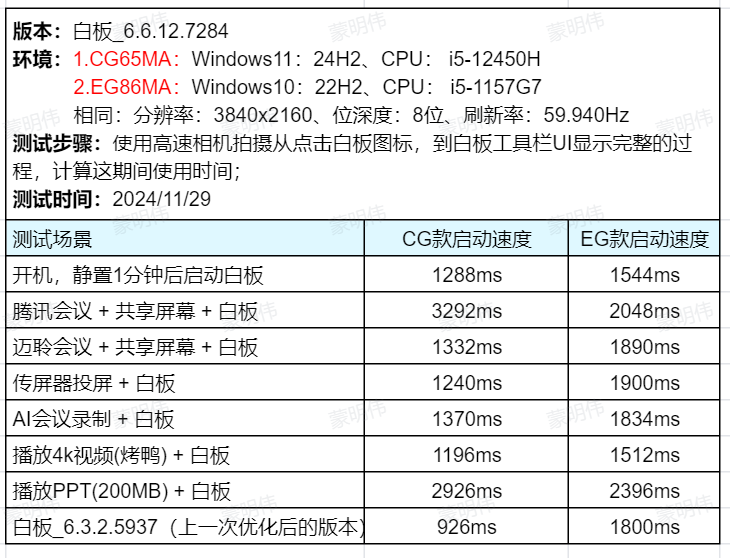 版本：白板_6.6.12.7284
环境：1.CG65MA：Windows11：24H2、CPU： i5-12450H
2.EG86MA：Windows10：22H2、CPU： i5-1157G7
相同：分辨率：3840x2160、位深度：8位、刷新率：59.940Hz
测试步骤：使用高速相机拍摄从点击白板图标，到白板工具栏UI显示完整的过
程，计算这期间使用时间；
测试时间：2024/11/29
测试场景 CG款启动速度 EG款启动速度
开机，静置1分钟后启动白板 1288ms 1544ms
腾讯会议 + 共享屏幕 + 白板 3292ms 2048ms
迈聆会议 + 共享屏幕 + 白板 1332ms 1890ms
传屏器投屏 + 白板 1240ms 1900ms
AI会议录制 + 白板 1370ms 1834ms
播放4k视频(烤鸭) + 白板 1196ms 1512ms
播放PPT(200MB) + 白板 2926ms 2396ms
白板_6.3.2.5937（上一次优化后的版本） 926ms 1800ms
蒙明伟